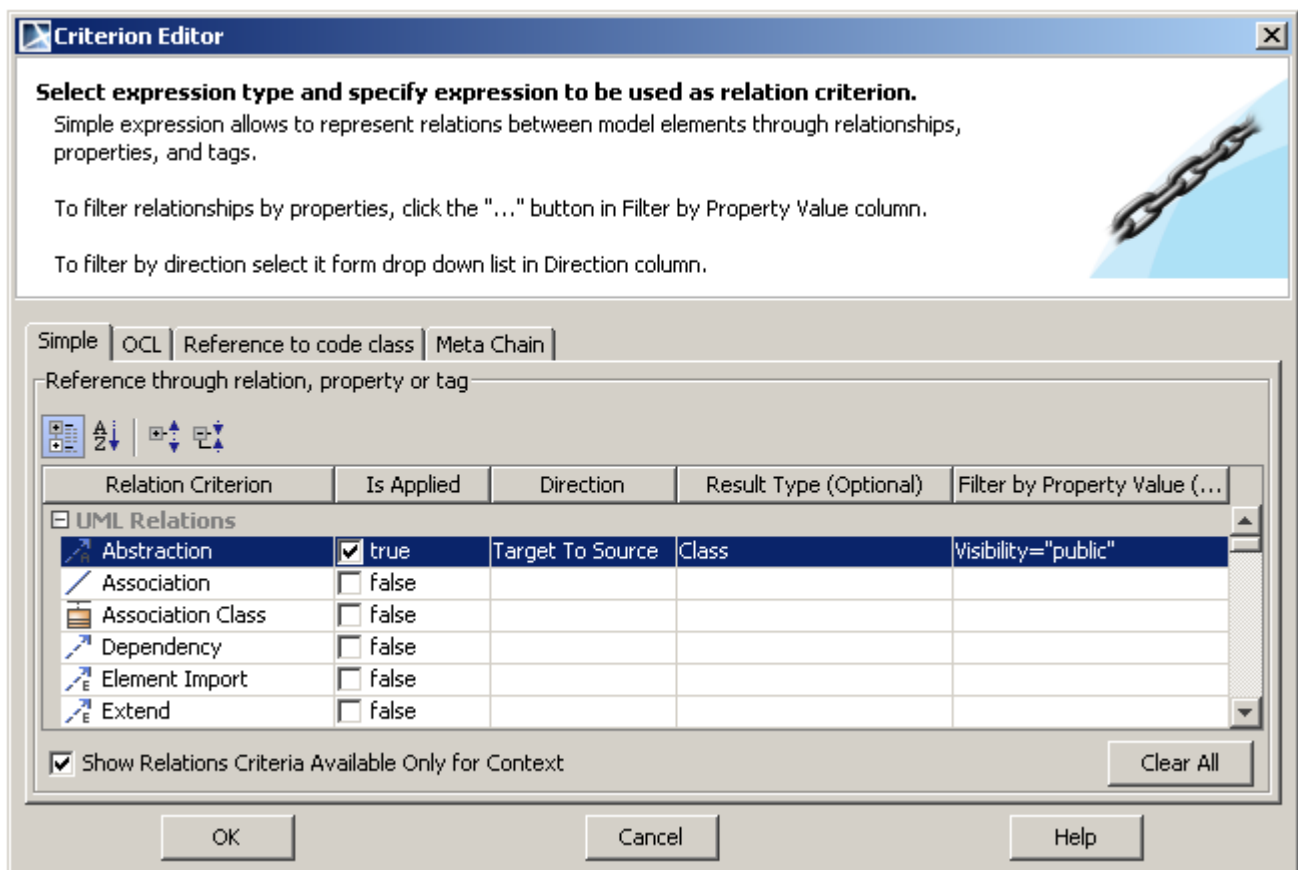 Criterion Editor
Select expression type and specify expression to be used as relation criterion.
Simple expression allows to represent relations between model elements through relationships,
properties, and tags.
To filter relationships by properties, click the "..." button in Filter by Property Value column.
To filter by direction select it form drop down list in Direction column.
Simple OCL Reference to code class Meta Chain
Reference through relation, property or tag
Relation Criterion Is Applied Direction Result Type (Optional) Filter by Property Value (...
UML Relations
Abstraction true Target To Source Class Visibility="public"
Association false
Association Class false
Dependency false
Element Import false
Extend false
Show Relations Criteria Available Only for Context Clear All
OK Cancel Help